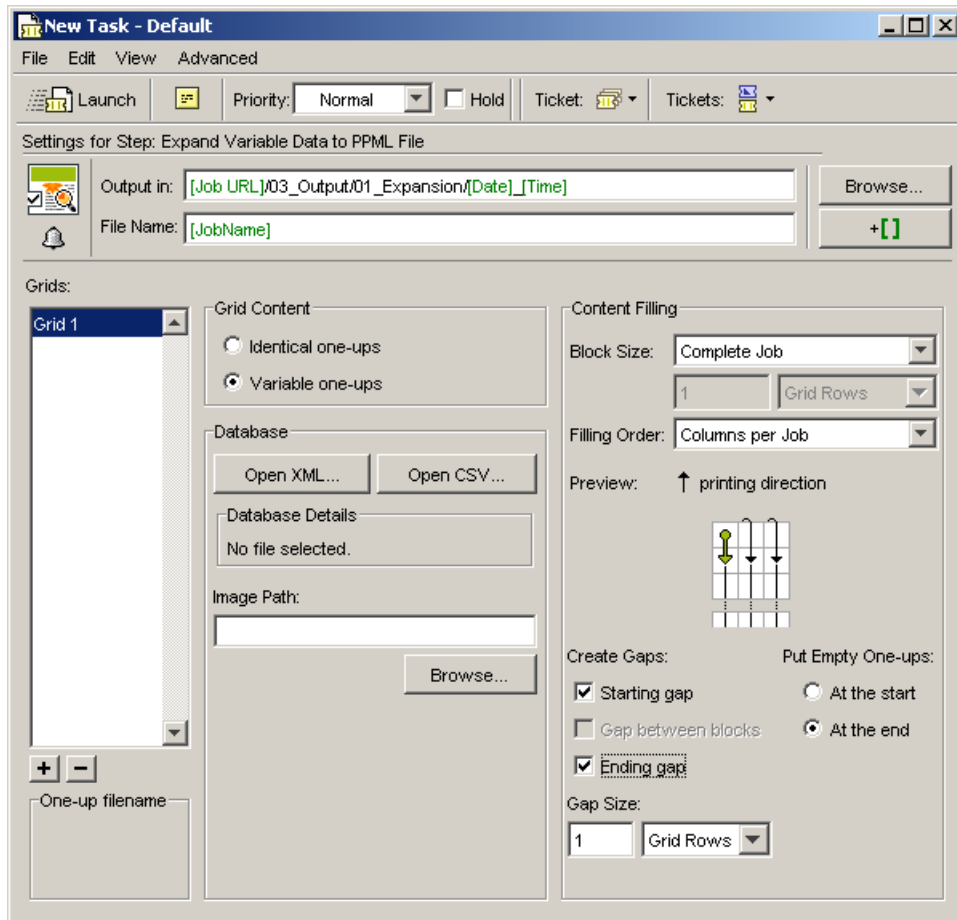 New Task - Default
File Edit View Advanced
Launch Priority: Normal Hold Ticket: Tickets:
Settings for Step: Expand Variable Data to PPML File
Output in: [Job URL]/03_Output/01_Expansion/[Date]_[Time] Browse...
File Name: [JobName] +[]
Grids:
Grid 1
+ −
One-up filename
Grid Content
Identical one-ups
Variable one-ups
Database
Open XML... Open CSV...
Database Details
No file selected.
Image Path:
Browse...
Content Filling
Block Size: Complete Job
1 Grid Rows
Filling Order: Columns per Job
Preview: ↑ printing direction
Create Gaps: Put Empty One-ups:
Starting gap At the start
Gap between blocks At the end
Ending gap
Gap Size:
1 Grid Rows